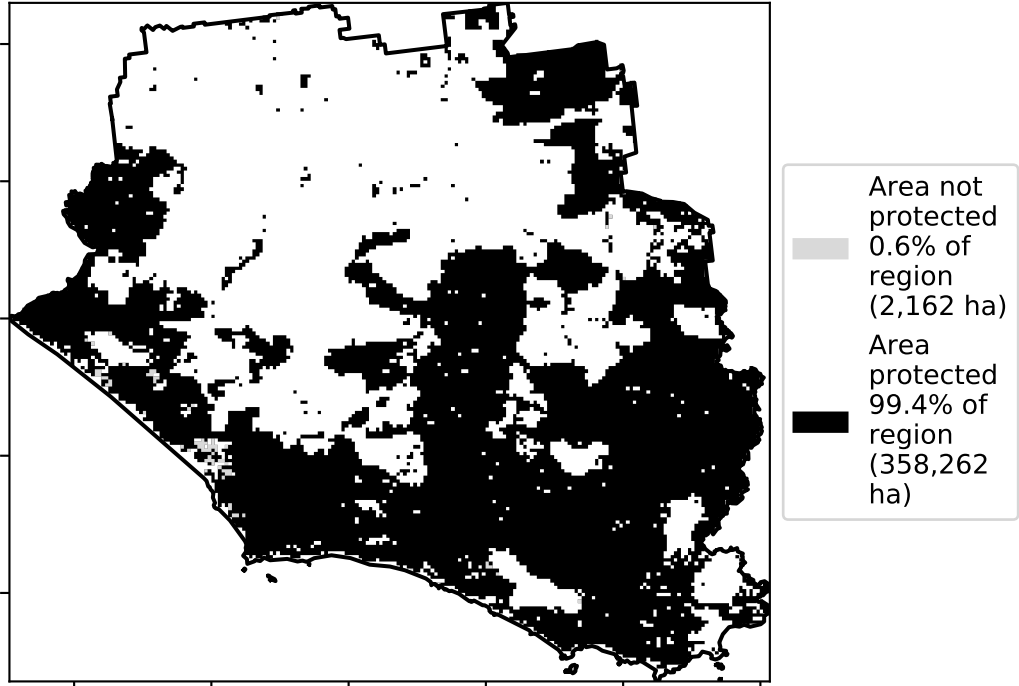 Area not
protected
0.6% of
region
(2,162 ha)
Area
protected
99.4% of
region
(358,262
ha)